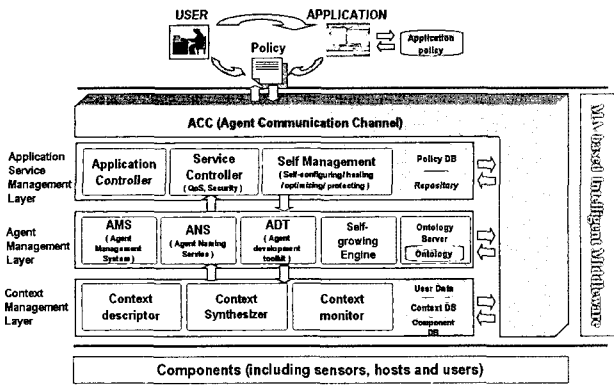 USER
APPLICATION
Application
policy
Policy
ACC (Agent Communication Channel)
Application
Service
Management
Layer
Application
Controller
Service
Controller
( QoS, Security )
Self Management
( Self-configuring/ healing
/optimizing/ protecting )
Policy DB
Repository
Agent
Management
Layer
AMS
( Agent
Management
System )
ANS
( Agent Naming
Service )
ADT
( Agent
development
toolkit )
Self-
growing
Engine
Ontology
Server
Ontology
Context
Management
Layer
Context
descriptor
Context
Synthesizer
Context
monitor
User Data
Context DB
Component
DB
MA-based Intelligent Middleware
Components (including sensors, hosts and users)